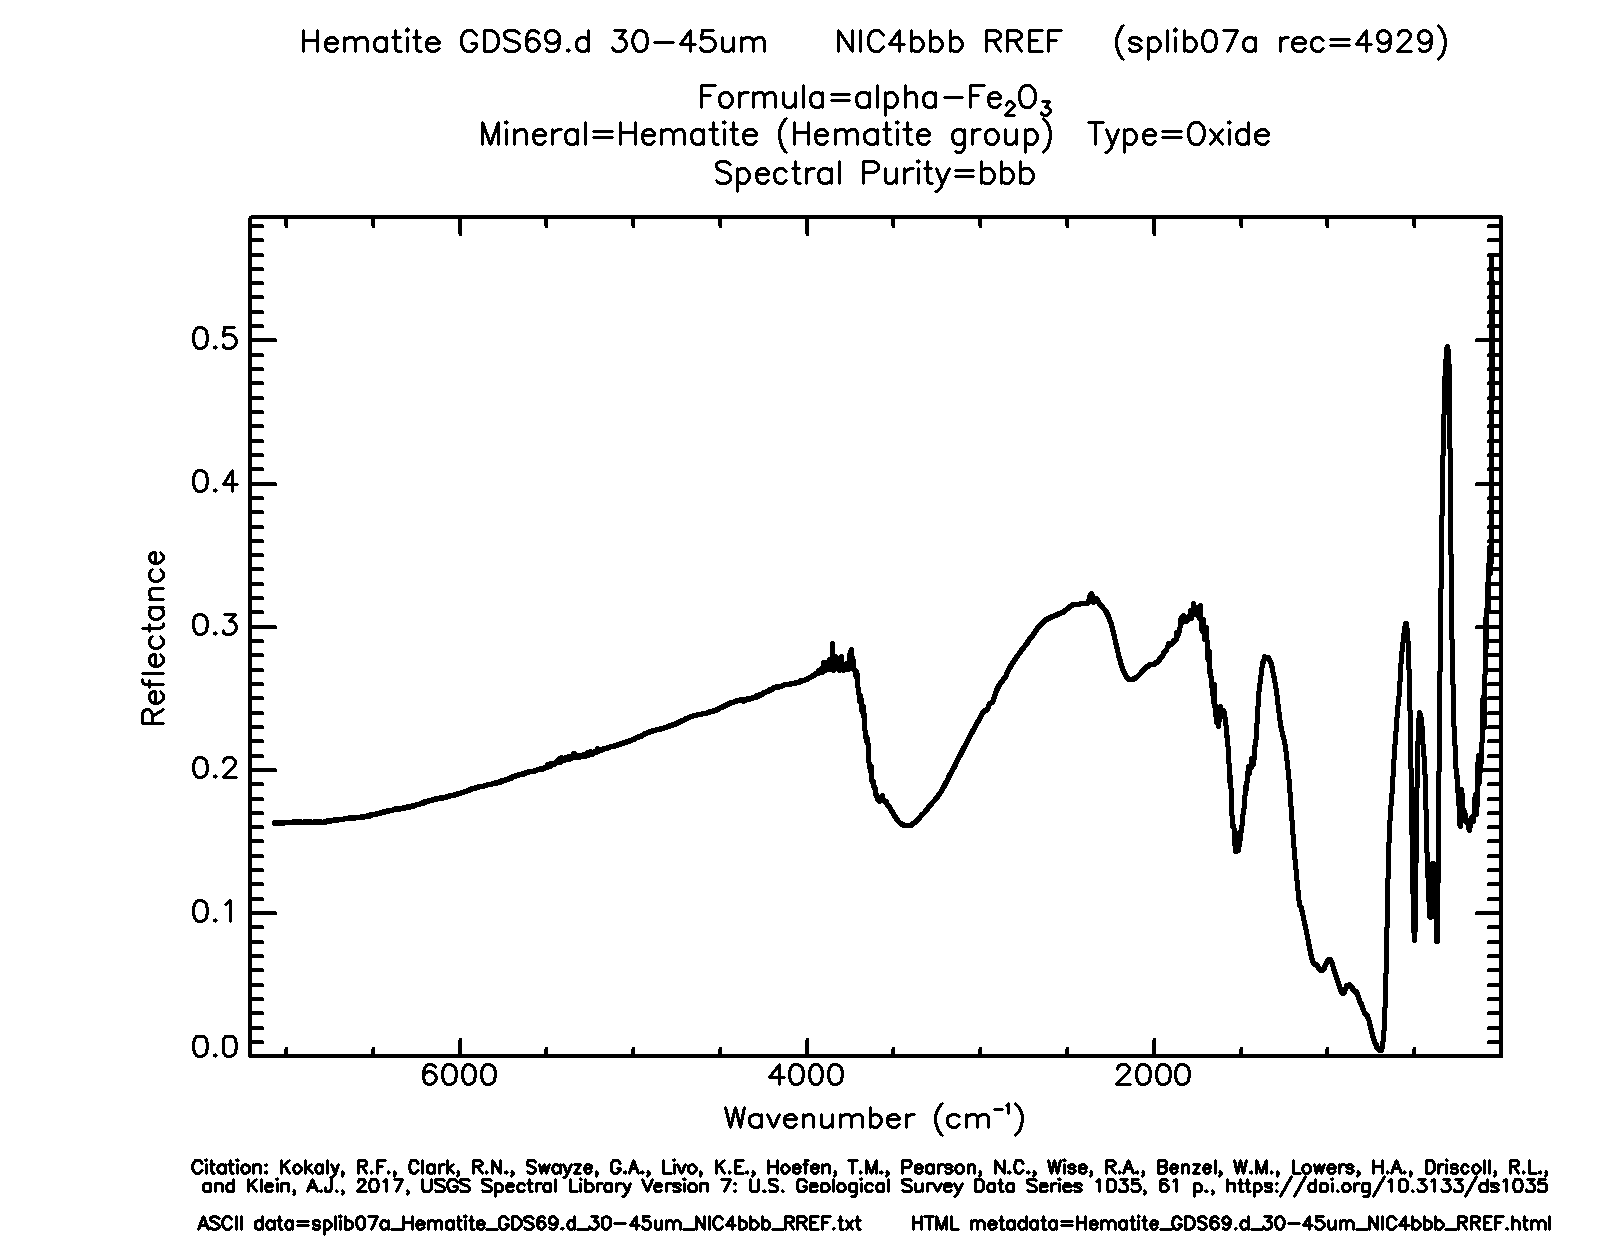 Hematite GDS69.d 30-45um NIC4bbb RREF (splib07a rec=4929)
Formula=alpha-Fe₂O₃
Mineral=Hematite (Hematite group) Type=Oxide
Spectral Purity=bbb
0.5
0.4
0.3
0.2
0.1
0.0
Reflectance
6000 4000 2000
Wavenumber (cm⁻¹)
Citation: Kokaly, R.F., Clark, R.N., Swayze, G.A., Livo, K.E., Hoefen, T.M., Pearson, N.C., Wise, R.A., Benzel, W.M., Lowers, H.A., Driscoll, R.L.,
and Klein, A.J., 2017, USGS Spectral Library Version 7: U.S. Geological Survey Data Series 1035, 61 p., https://doi.org/10.3133/ds1035
ASCII data=splib07a_Hematite_GDS69.d_30-45um_NIC4bbb_RREF.txt HTML metadata=Hematite_GDS69.d_30-45um_NIC4bbb_RREF.html